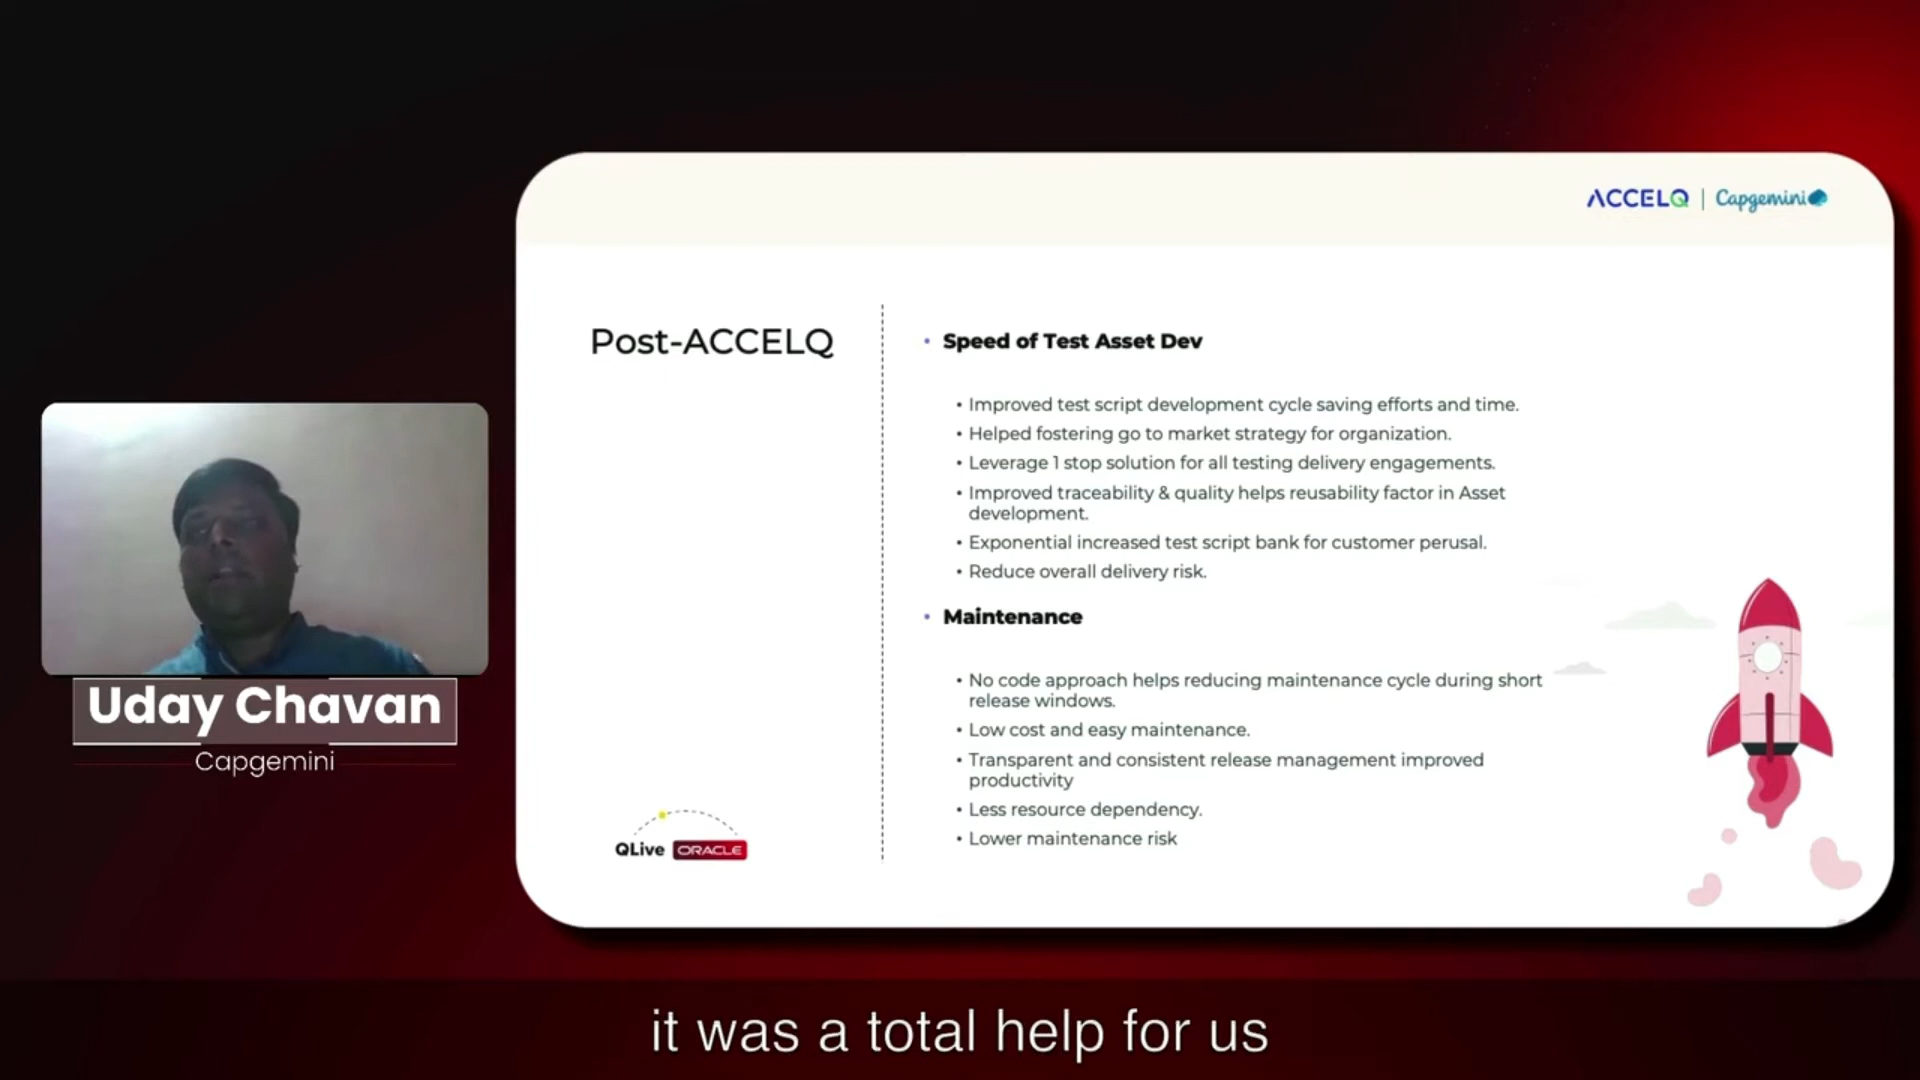 ACCELQ | Capgemini
Post-ACCELQ
• Speed of Test Asset Dev
• Improved test script development cycle saving efforts and time.
• Helped fostering go to market strategy for organization.
• Leverage 1 stop solution for all testing delivery engagements.
• Improved traceability & quality helps reusability factor in Asset
development.
• Exponential increased test script bank for customer perusal.
• Reduce overall delivery risk.
• Maintenance
• No code approach helps reducing maintenance cycle during short
release windows.
• Low cost and easy maintenance.
• Transparent and consistent release management improved
productivity
• Less resource dependency.
• Lower maintenance risk
QLive ORACLE
Uday Chavan
Capgemini
it was a total help for us